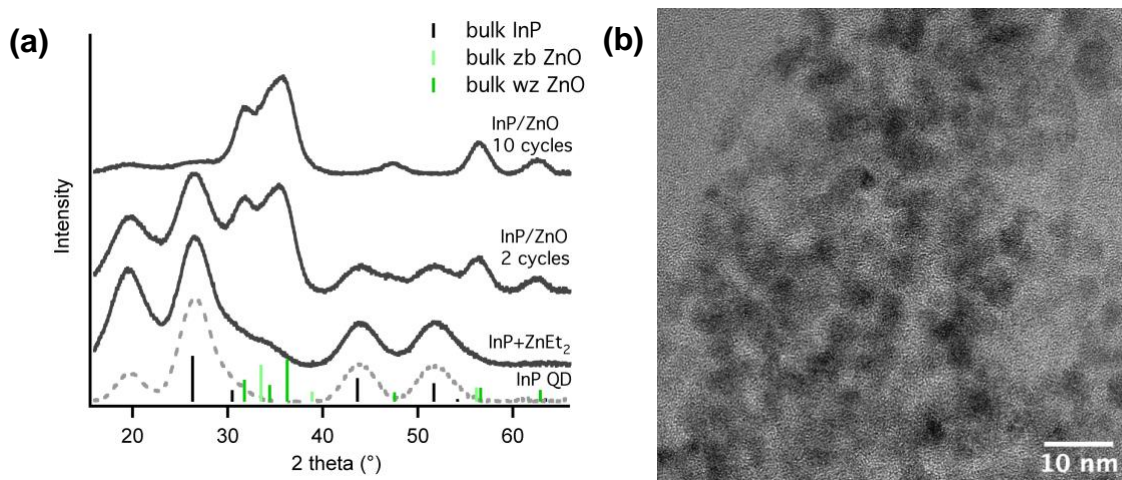 (a)
bulk InP
bulk zb ZnO
bulk wz ZnO
InP/ZnO
10 cycles
InP/ZnO
2 cycles
InP+ZnEt₂
InP QD
Intensity
20
30
40
50
60
2 theta (°)
(b)
10 nm